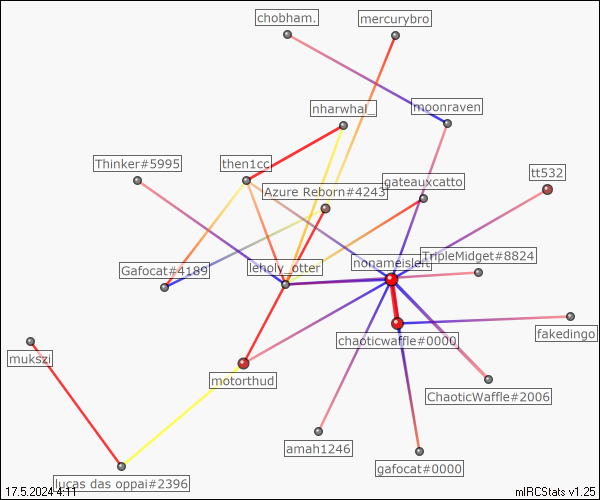 chobham.
mercurybro
nharwhal_
moonraven
Thinker#5995
then1cc
tt532
Azure Reborn#4243
gateauxcatto
Gafocat#4189
leholy_otter
nonameisleft
TripleMidget#8824
fakedingo
chaoticwaffle#0000
mukszi
motorthud
ChaoticWaffle#2006
amah1246
gafocat#0000
lucas das oppai#2396
17.5.2024 4:11
mIRCStats v1.25